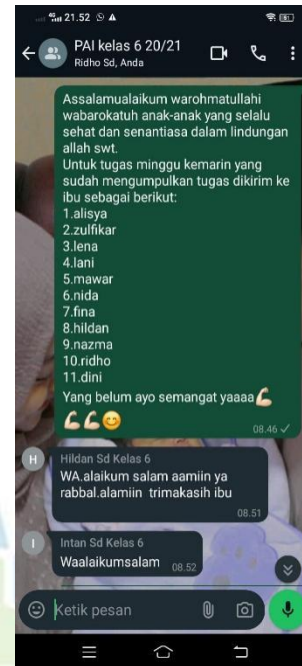 21.52
PAI kelas 6 20/21
Ridho Sd, Anda
Assalamualaikum warohmatullahi
wabarokatuh anak-anak yang selalu
sehat dan senantiasa dalam lindungan
allah swt.
Untuk tugas minggu kemarin yang
sudah mengumpulkan tugas dikirim ke
ibu sebagai berikut:
1.alisya
2.zulfikar
3.lena
4.lani
5.mawar
6.nida
7.fina
8.hildan
9.nazma
10.ridho
11.dini
Yang belum ayo semangat yaaaa💪🏻
💪🏻💪🏻😊
08.46
H
Hildan Sd Kelas 6
WA.alaikum salam aamiin ya
rabbal.alamiin trimakasih ibu
08.51
I
Intan Sd Kelas 6
Waalaikumsalam 08.52
Ketik pesan